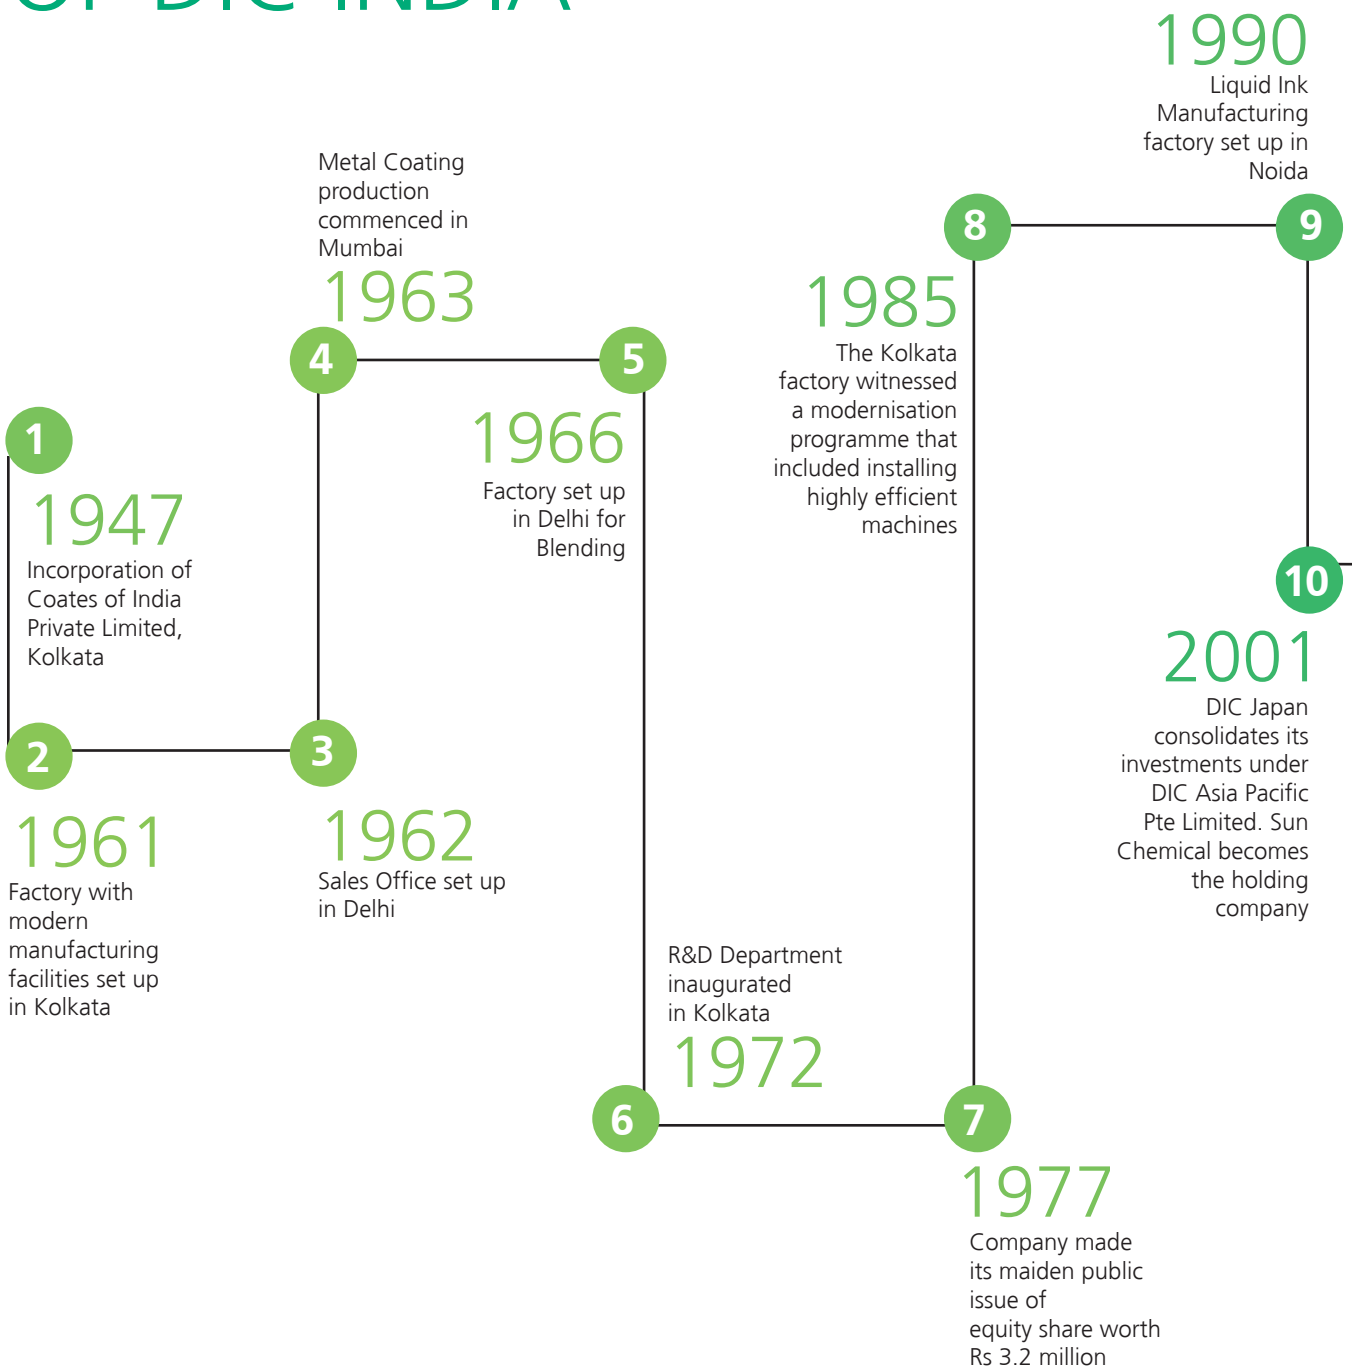 OF DIC INDIA
1
1947
Incorporation of
Coates of India
Private Limited,
Kolkata
2
1961
Factory with
modern
manufacturing
facilities set up
in Kolkata
3
1962
Sales Office set up
in Delhi
Metal Coating
production
commenced in
Mumbai
1963
4
5
1966
Factory set up
in Delhi for
Blending
R&D Department
inaugurated
in Kolkata
1972
6
7
1977
Company made
its maiden public
issue of
equity share worth
Rs 3.2 million
8
1985
The Kolkata
factory witnessed
a modernisation
programme that
included installing
highly efficient
machines
1990
Liquid Ink
Manufacturing
factory set up in
Noida
9
10
2001
DIC Japan
consolidates its
investments under
DIC Asia Pacific
Pte Limited. Sun
Chemical becomes
the holding
company